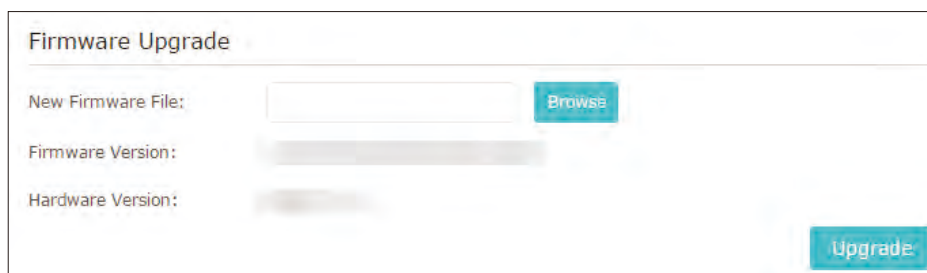 Firmware Upgrade
New Firmware File: Browse
Firmware Version:
Hardware Version:
Upgrade